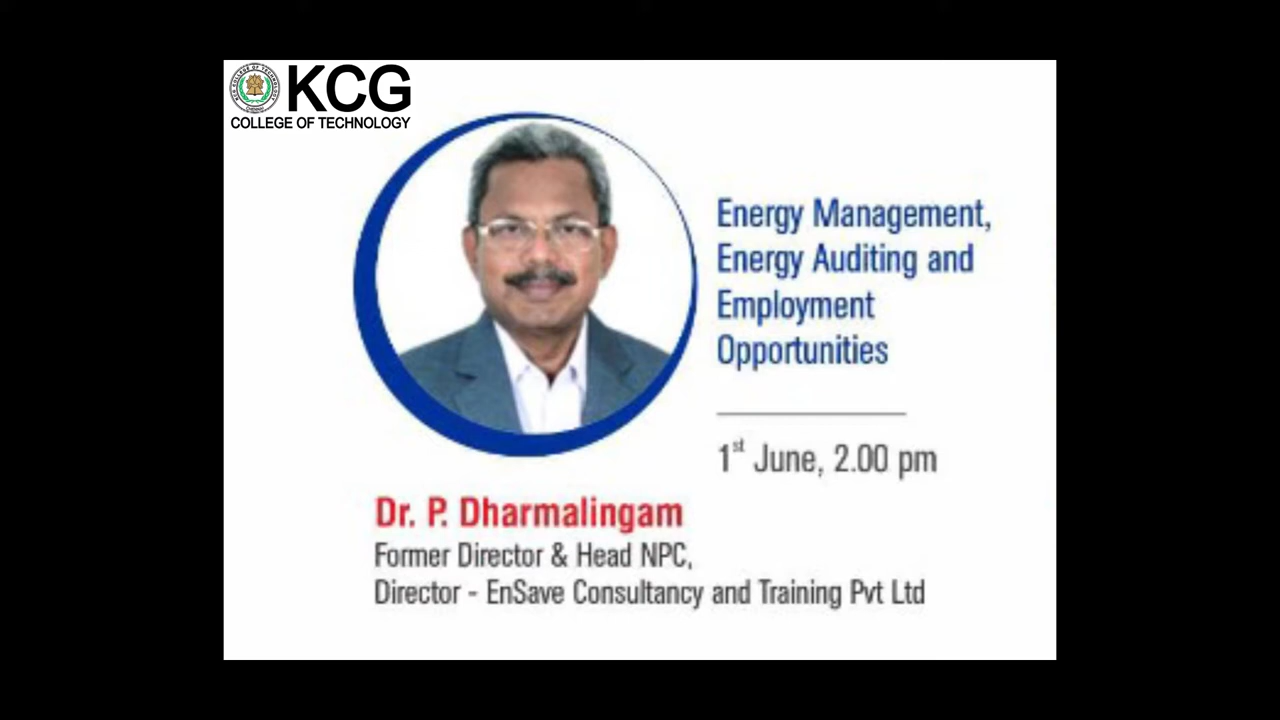 KCG
COLLEGE OF TECHNOLOGY
Energy Management,
Energy Auditing and
Employment
Opportunities
1st June, 2.00 pm
Dr. P. Dharmalingam
Former Director & Head NPC,
Director - EnSave Consultancy and Training Pvt Ltd